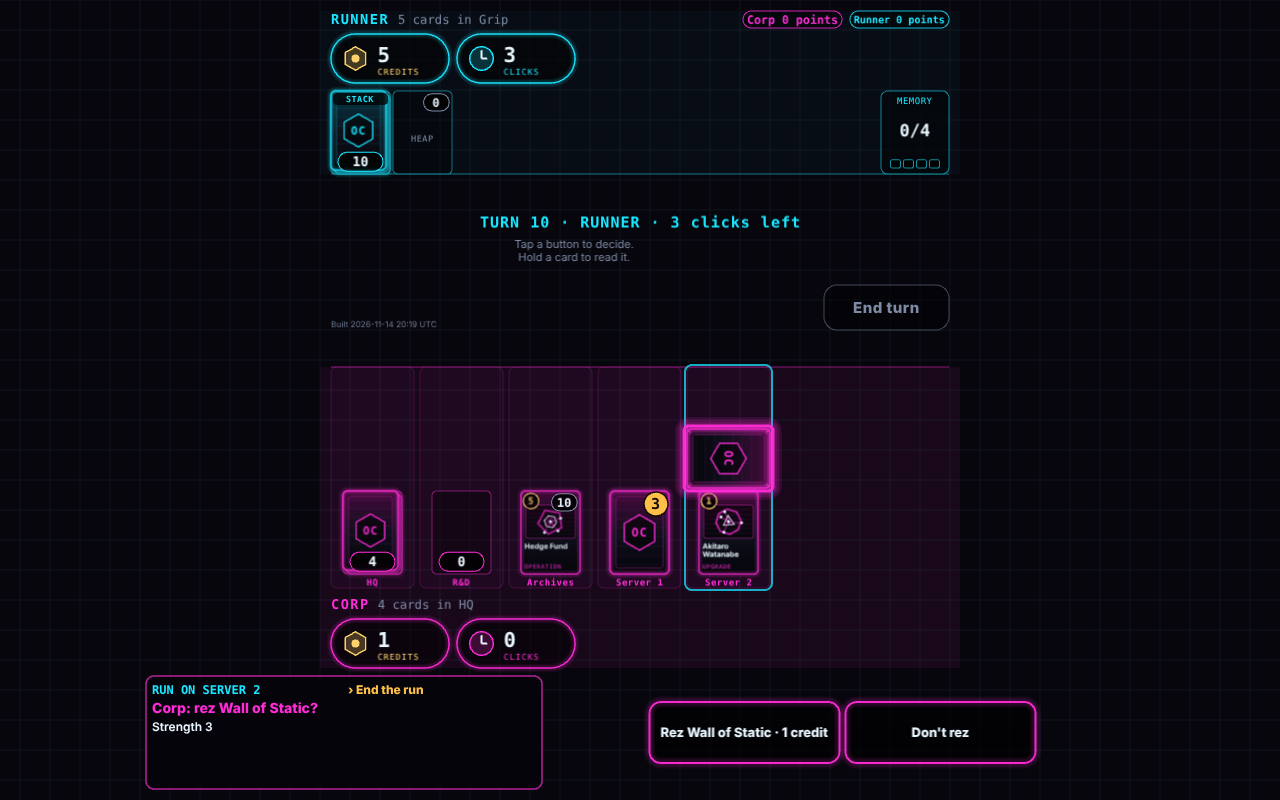 RUNNER 5 cards in Grip
Corp 0 points
Runner 0 points
5
CREDITS
3
CLICKS
STACK
OC
10
0
HEAP
MEMORY
0/4
TURN 10 · RUNNER · 3 clicks left
Tap a button to decide.
Hold a card to read it.
End turn
Built 2026-11-14 20:19 UTC
OC
OC
4
HQ
0
R&D
5
10
Hedge Fund
OPERATION
Archives
3
OC
Server 1
1
Akitaro
Watanabe
UPGRADE
Server 2
CORP 4 cards in HQ
1
CREDITS
0
CLICKS
RUN ON SERVER 2
Corp: rez Wall of Static?
Strength 3
› End the run
Rez Wall of Static · 1 credit
Don't rez